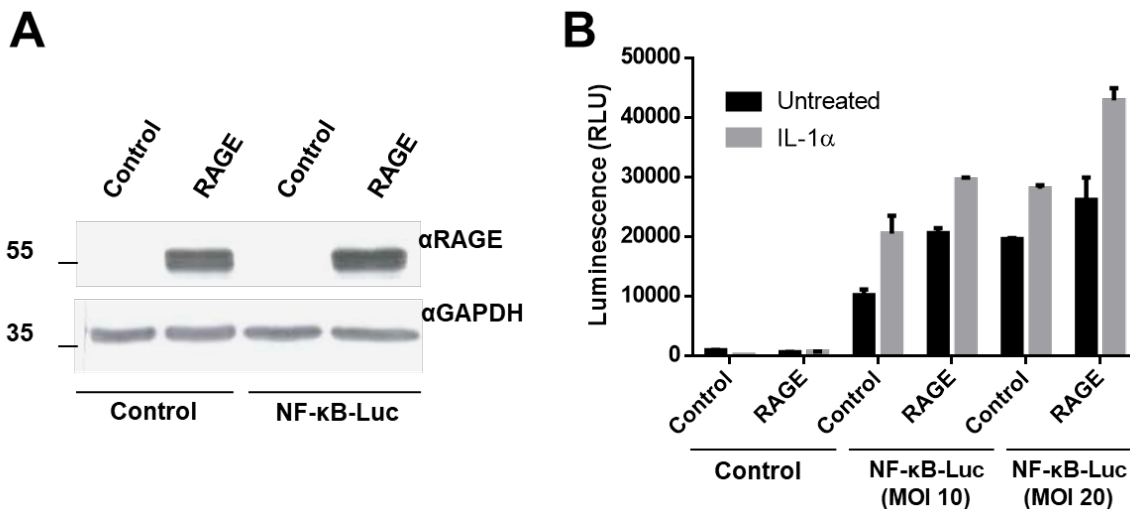 A
Control
RAGE
Control
RAGE
55
αRAGE
35
αGAPDH
Control
NF-κB-Luc
B
Luminescence (RLU)
50000
40000
30000
20000
10000
0
Untreated
IL-1α
Control
RAGE
Control
RAGE
Control
RAGE
Control
NF-κB-Luc
(MOI 10)
NF-κB-Luc
(MOI 20)